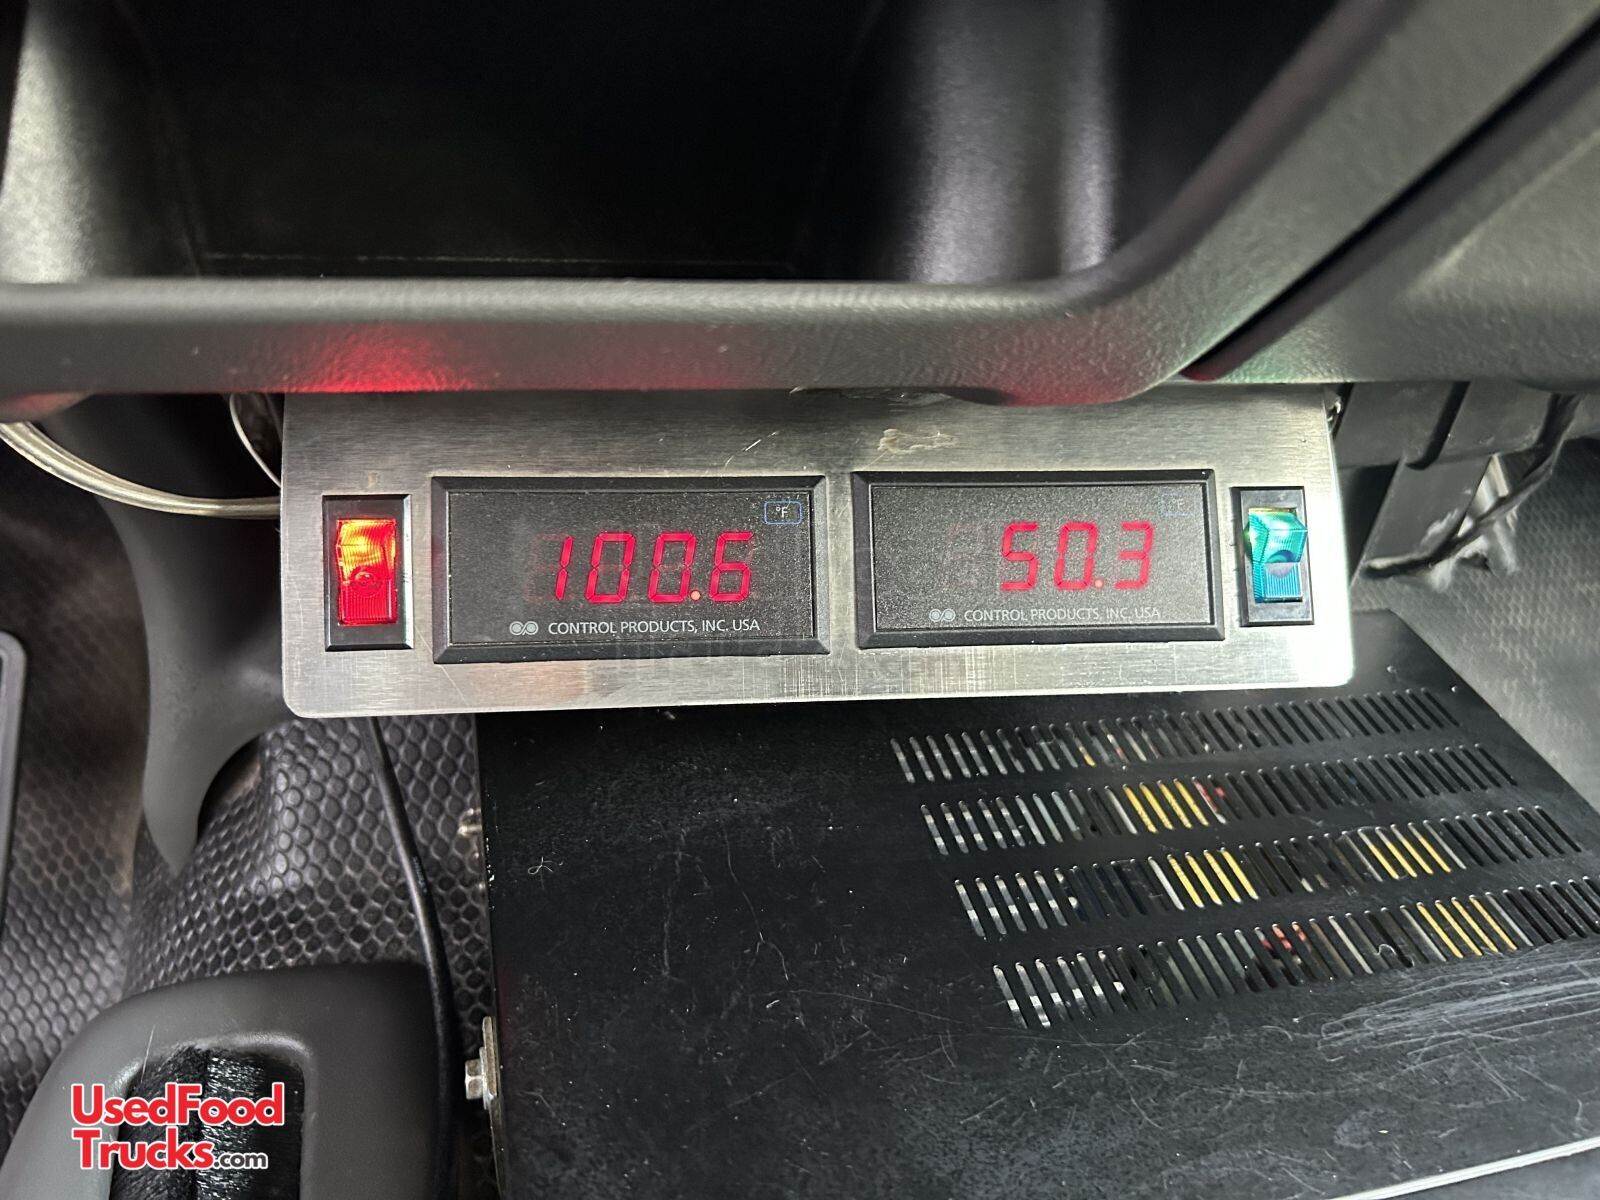 °F
100.6
CONTROL PRODUCTS, INC. USA
°F
50.3
CONTROL PRODUCTS, INC. USA
UsedFood
Trucks.com